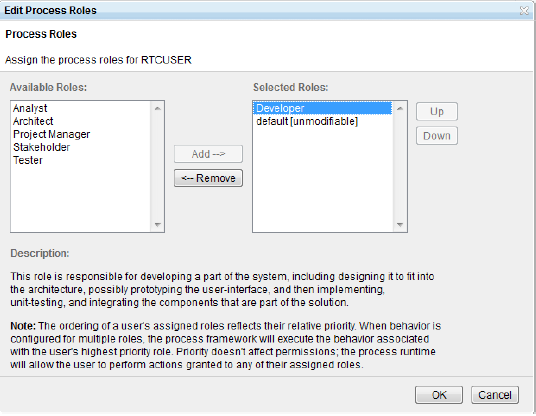 Edit Process Roles
Process Roles
Assign the process roles for RTCUSER
Available Roles:
Analyst
Architect
Project Manager
Stakeholder
Tester
Add -->
<-- Remove
Selected Roles:
Developer
default [unmodifiable]
Up
Down
Description:
This role is responsible for developing a part of the system, including designing it to fit into
the architecture, possibly prototyping the user-interface, and then implementing,
unit-testing, and integrating the components that are part of the solution.
Note: The ordering of a user's assigned roles reflects their relative priority. When behavior is
configured for multiple roles, the process framework will execute the behavior associated
with the user's highest priority role. Priority doesn't affect permissions; the process runtime
will allow the user to perform actions granted to any of their assigned roles.
OK
Cancel